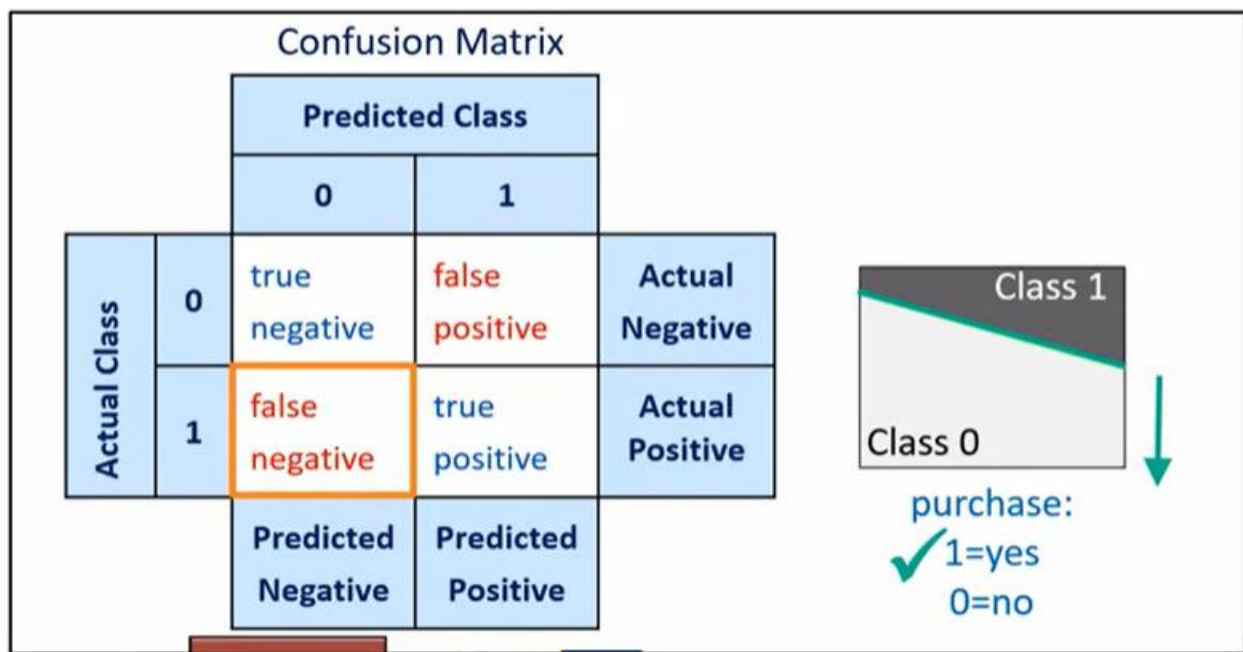 Confusion Matrix
Predicted Class
0
1
Actual Class
0
true
negative
false
positive
Actual
Negative
1
false
negative
true
positive
Actual
Positive
Predicted
Negative
Predicted
Positive
Class 1
Class 0
purchase:
1=yes
0=no